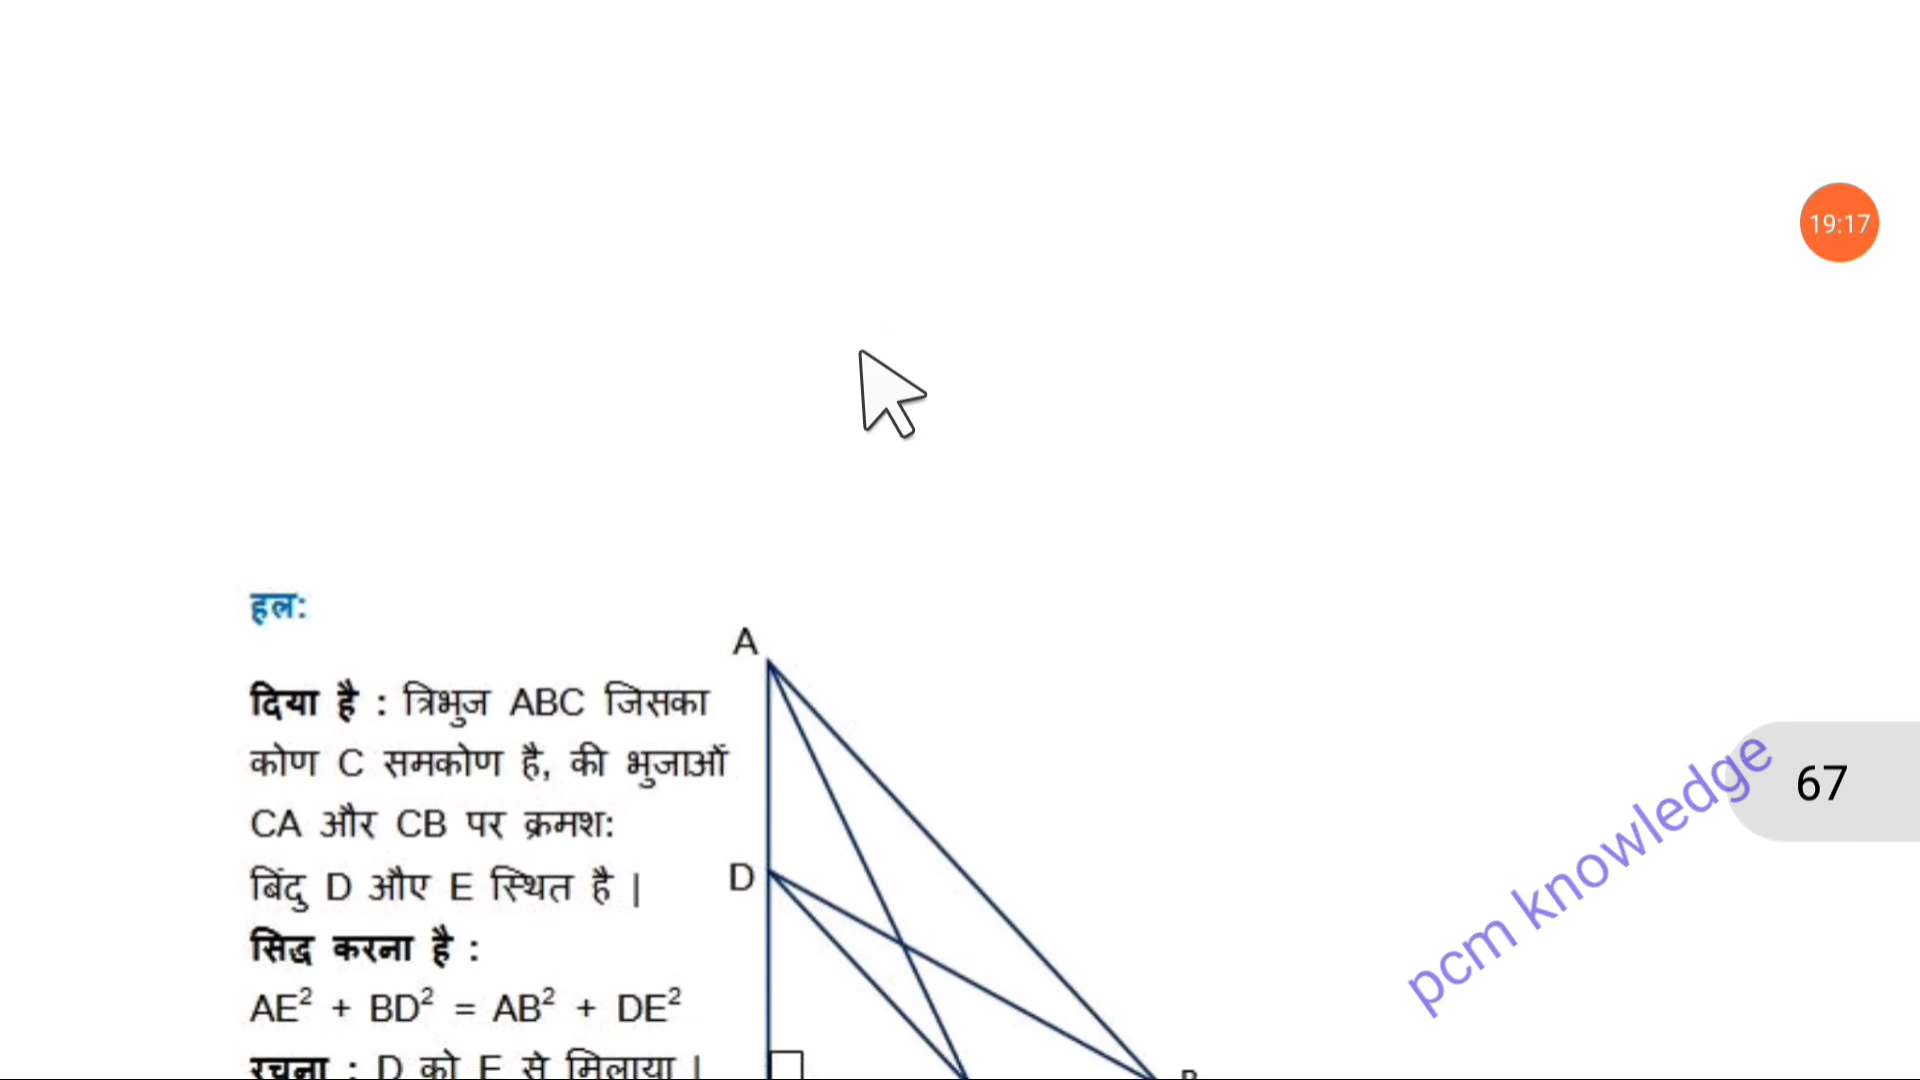 19:17
हल:
A
दिया है : त्रिभुज ABC जिसका
कोण C समकोण है, की भुजाओं
CA और CB पर क्रमश:
बिंदु D औए E स्थित है |
D
सिद्ध करना है :
AE² + BD² = AB² + DE²
रचना : D को E से मिलाया |
B
67
pcm knowledge